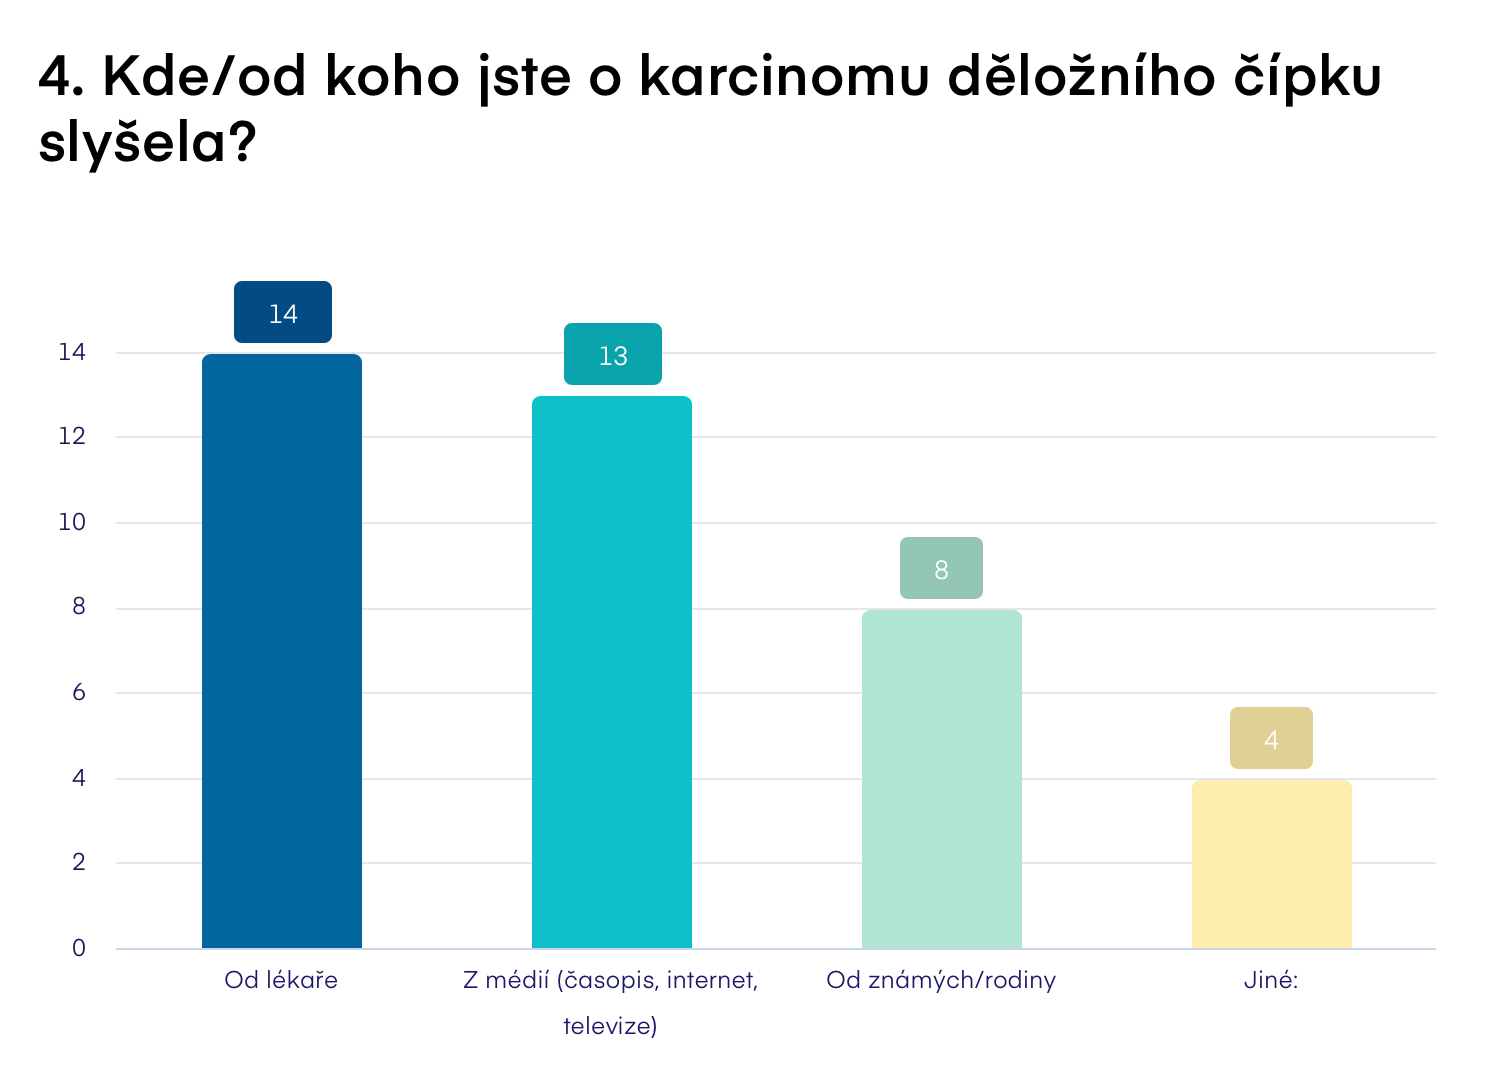 4. Kde/od koho jste o karcinomu děložního čípku
slyšela?
14
13
8
4
14
12
10
8
6
4
2
0
Od lékaře
Z médií (časopis, internet,
televize)
Od známých/rodiny
Jiné: